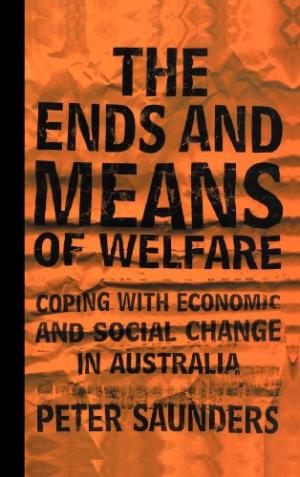 THE
ENDS AND
MEANS
OF WELFARE
COPING WITH ECONOMIC
AND SOCIAL CHANGE
IN AUSTRALIA
PETER SAUNDERS